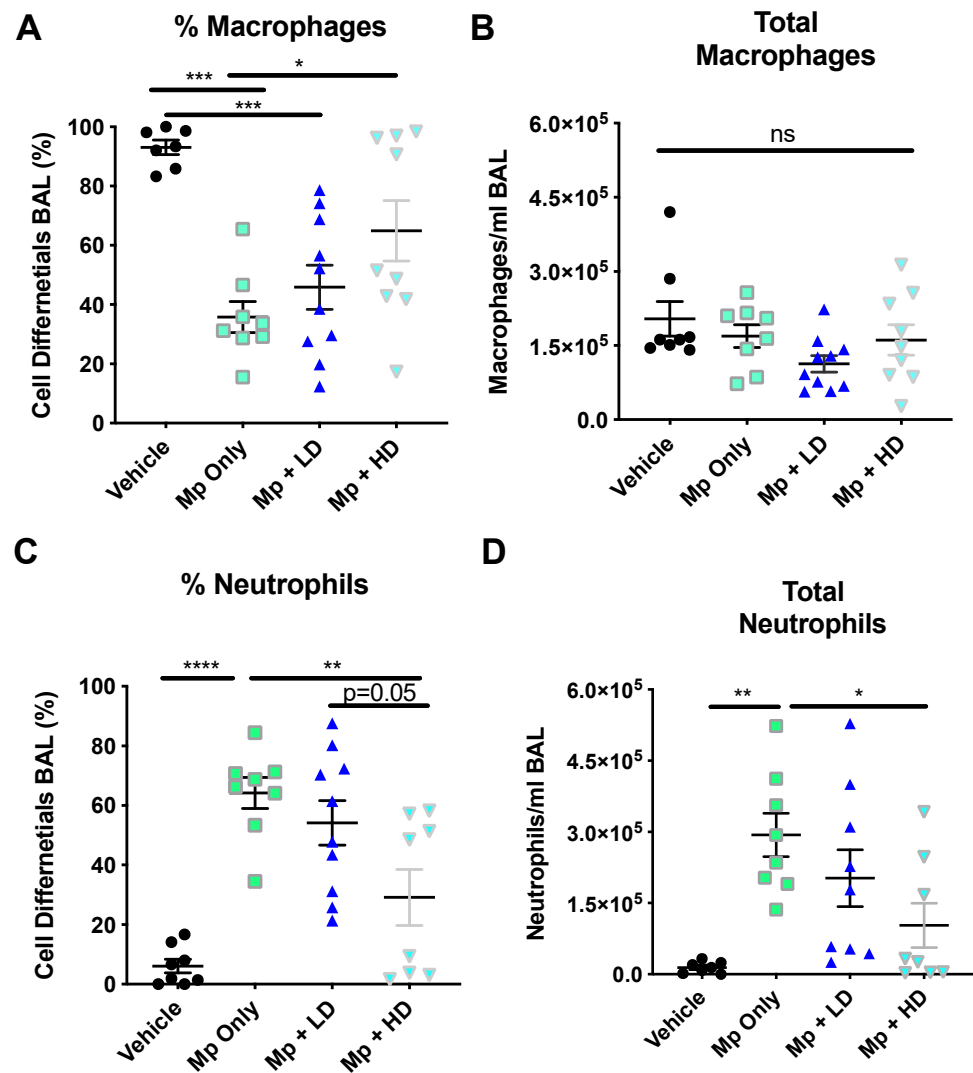 A
% Macrophages
*
***
***
Cell Differnetials BAL (%)
100
80
60
40
20
0
Vehicle
Mp Only
Mp + LD
Mp + HD
B
Total
Macrophages
ns
Macrophages/ml BAL
6.0×10⁵
4.5×10⁵
3.0×10⁵
1.5×10⁵
0.0
Vehicle
Mp Only
Mp + LD
Mp + HD
C
% Neutrophils
****
**
p=0.05
Cell Differnetials BAL (%)
100
80
60
40
20
0
Vehicle
Mp Only
Mp + LD
Mp + HD
D
Total
Neutrophils
**
*
Neutrophils/ml BAL
6.0×10⁵
4.5×10⁵
3.0×10⁵
1.5×10⁵
0.0
Vehicle
Mp Only
Mp + LD
Mp + HD